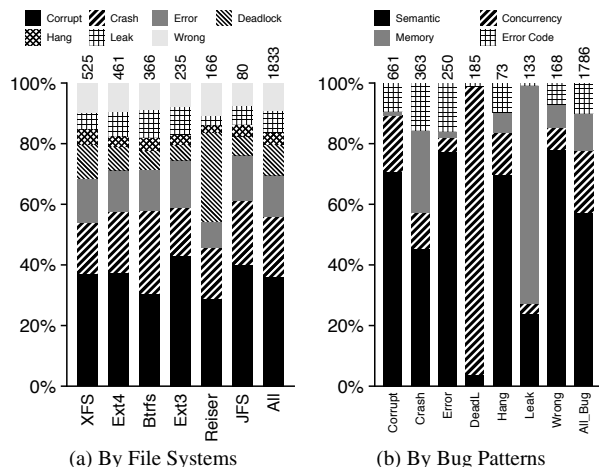 Corrupt Crash Error Deadlock
Hang Leak Wrong
525 461 366 235 166 80 1833
100%
80%
60%
40%
20%
0%
XFS Ext4 Btrfs Ext3 Reiser JFS All
(a) By File Systems
Semantic Concurrency
Memory Error Code
661 363 250 185 73 133 168 1786
100%
80%
60%
40%
20%
0%
Corrupt Crash Error DeadL Hang Leak Wrong All_Bug
(b) By Bug Patterns